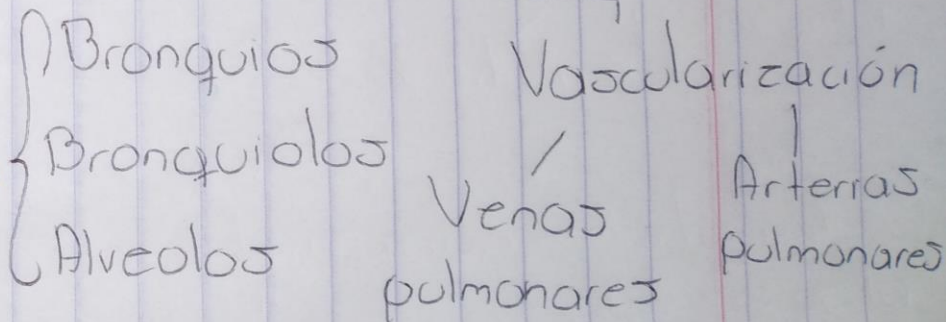 Bronquios
Bronquiolos
Alveolos
Vascularización
Venas
pulmonares
Arterias
pulmonares